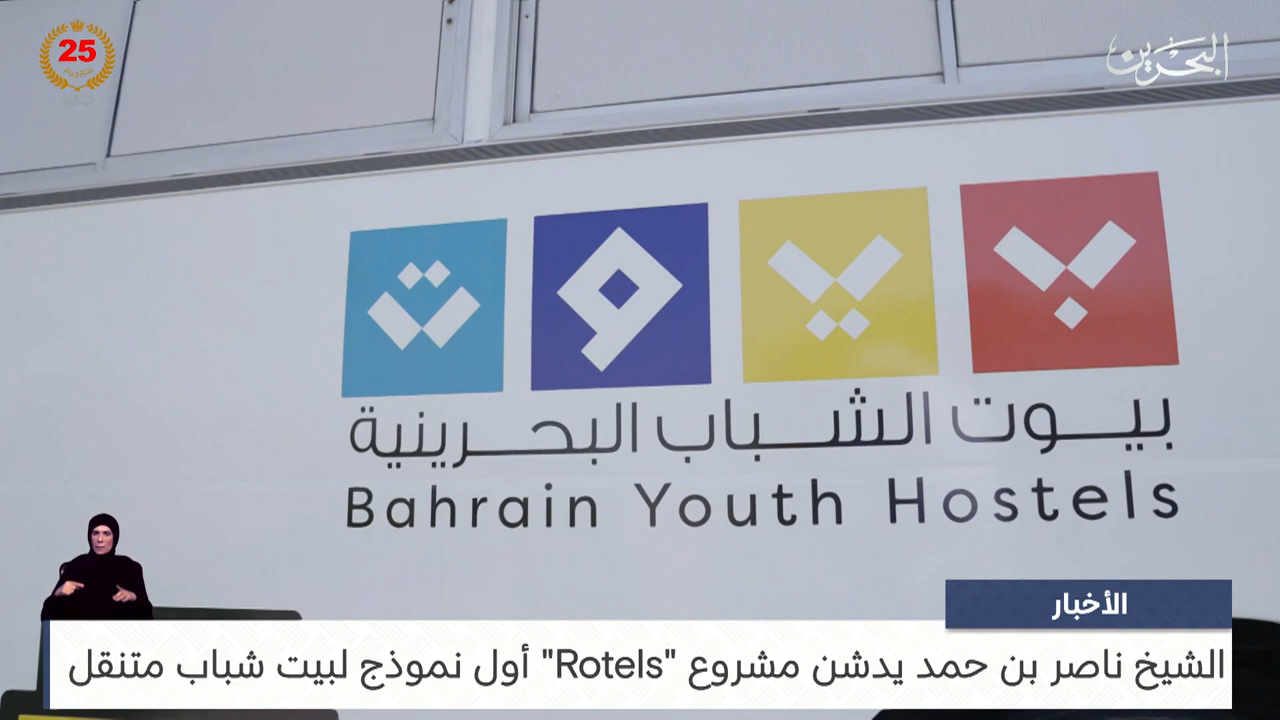 25
البحرين
بيوت
بيوت الشباب البحرينية
Bahrain Youth Hostels
الأخبار
الشيخ ناصر بن حمد يدشن مشروع "Rotels" أول نموذج لبيت شباب متنقل